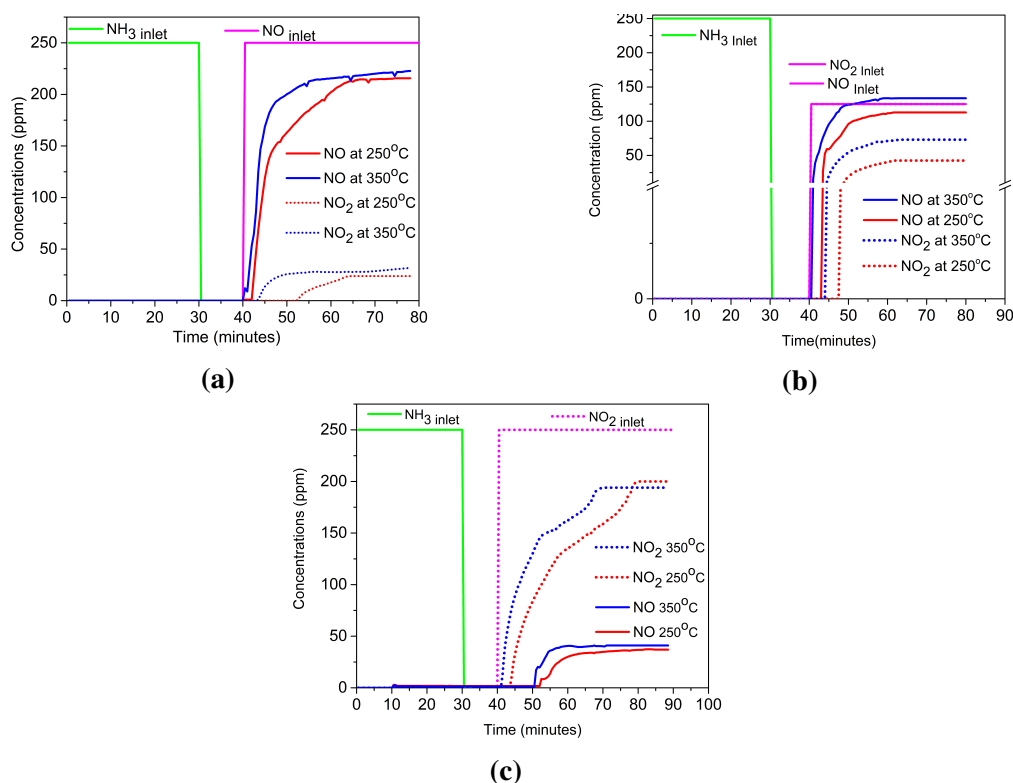 NH3 inlet
NO inlet
250
200
150
100
50
0
Concentrations (ppm)
NO at 250°C
NO at 350°C
NO2 at 250°C
NO2 at 350°C
0 10 20 30 40 50 60 70 80
Time (minutes)
(a)
250
225
200
175
150
125
100
75
50
0
Concentration (ppm)
NH3 Inlet
NO2 Inlet
NO Inlet
NO at 350°C
NO at 250°C
NO2 at 350°C
NO2 at 250°C
0 10 20 30 40 50 60 70 80 90
Time(minutes)
(b)
NH3 inlet
NO2 inlet
250
200
150
100
50
0
Concentrations (ppm)
NO2 350°C
NO2 250°C
NO 350°C
NO 250°C
0 10 20 30 40 50 60 70 80 90 100
Time (minutes)
(c)